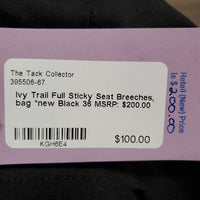 The Tack Collector
395506-67
Ivy Trail Full Sticky Seat Breeches,
bag *new Black 36 MSRP: $200.00
KGH6E4
$100.00
Retail (New) Price
is $200.00